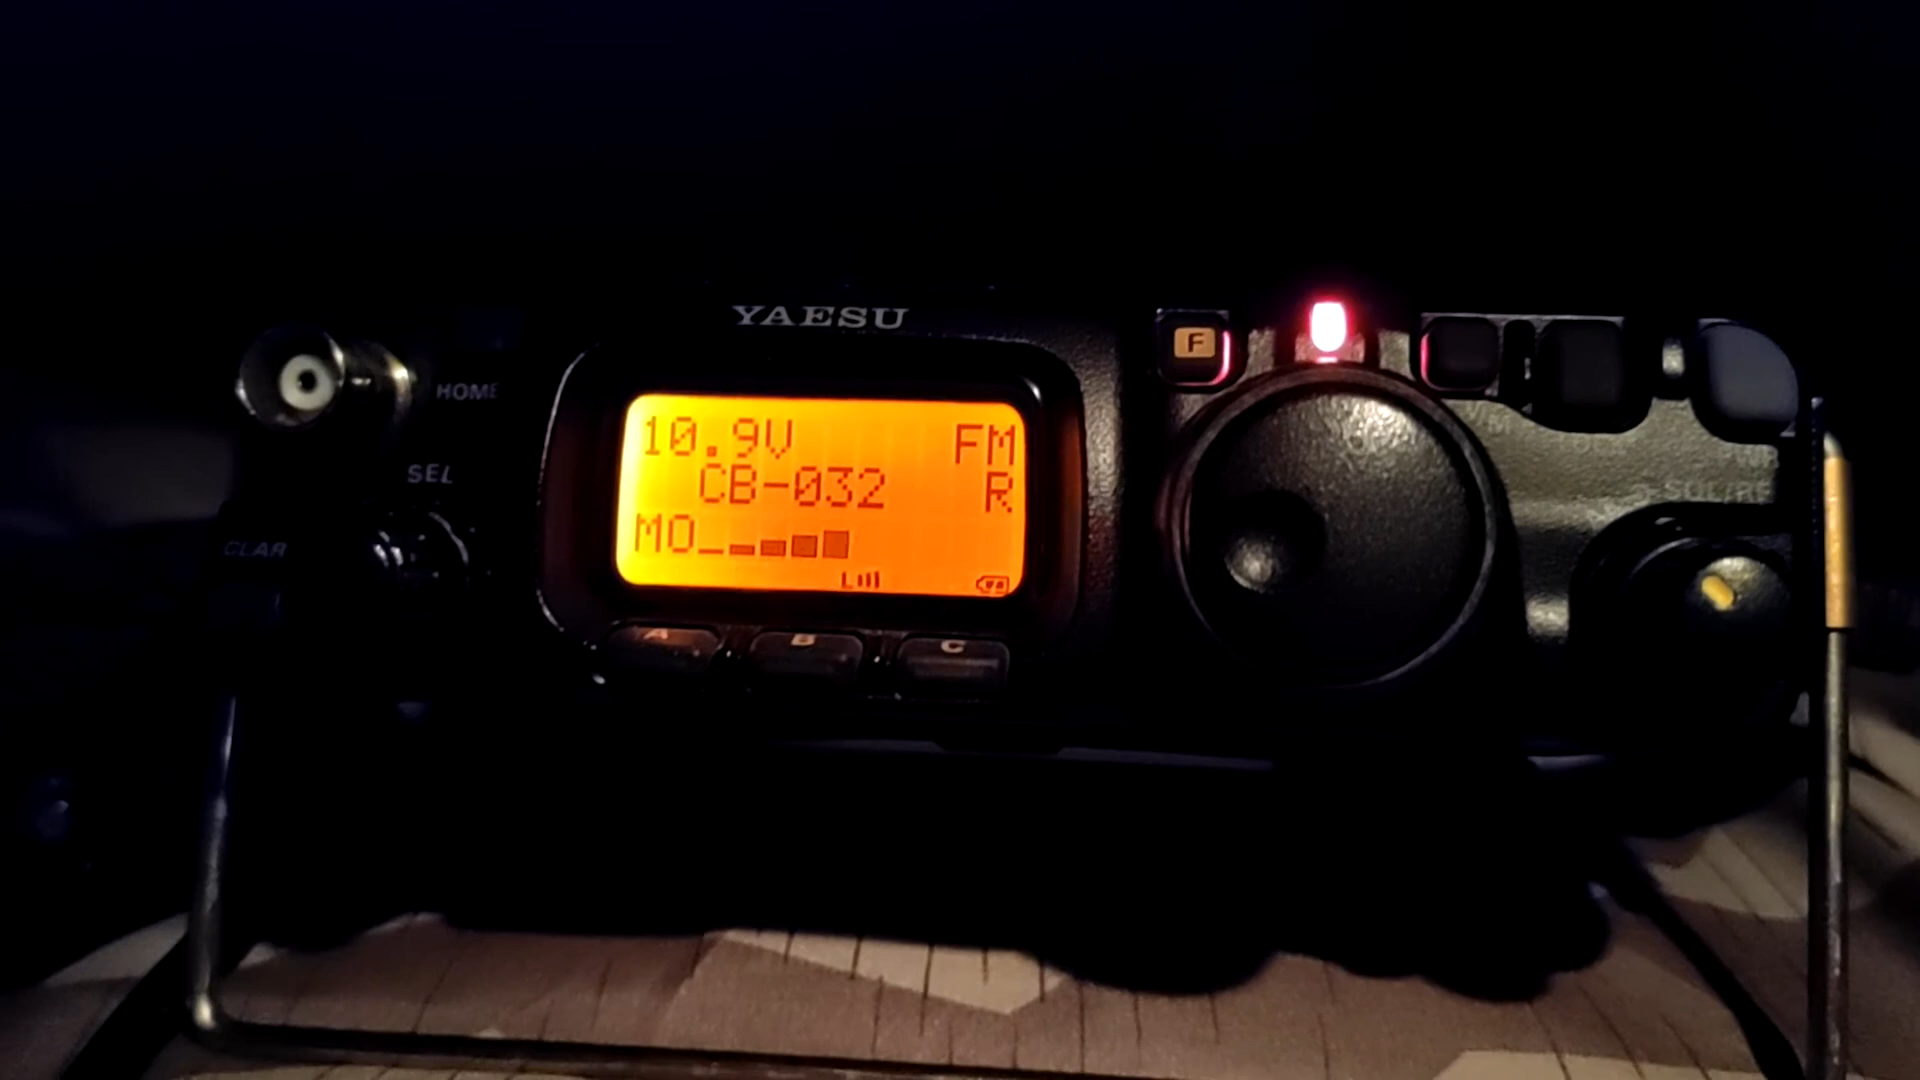 YAESU
F
HOME
10.9V FM
SEL
CB-032 R
CLAR
MO
L
A B C